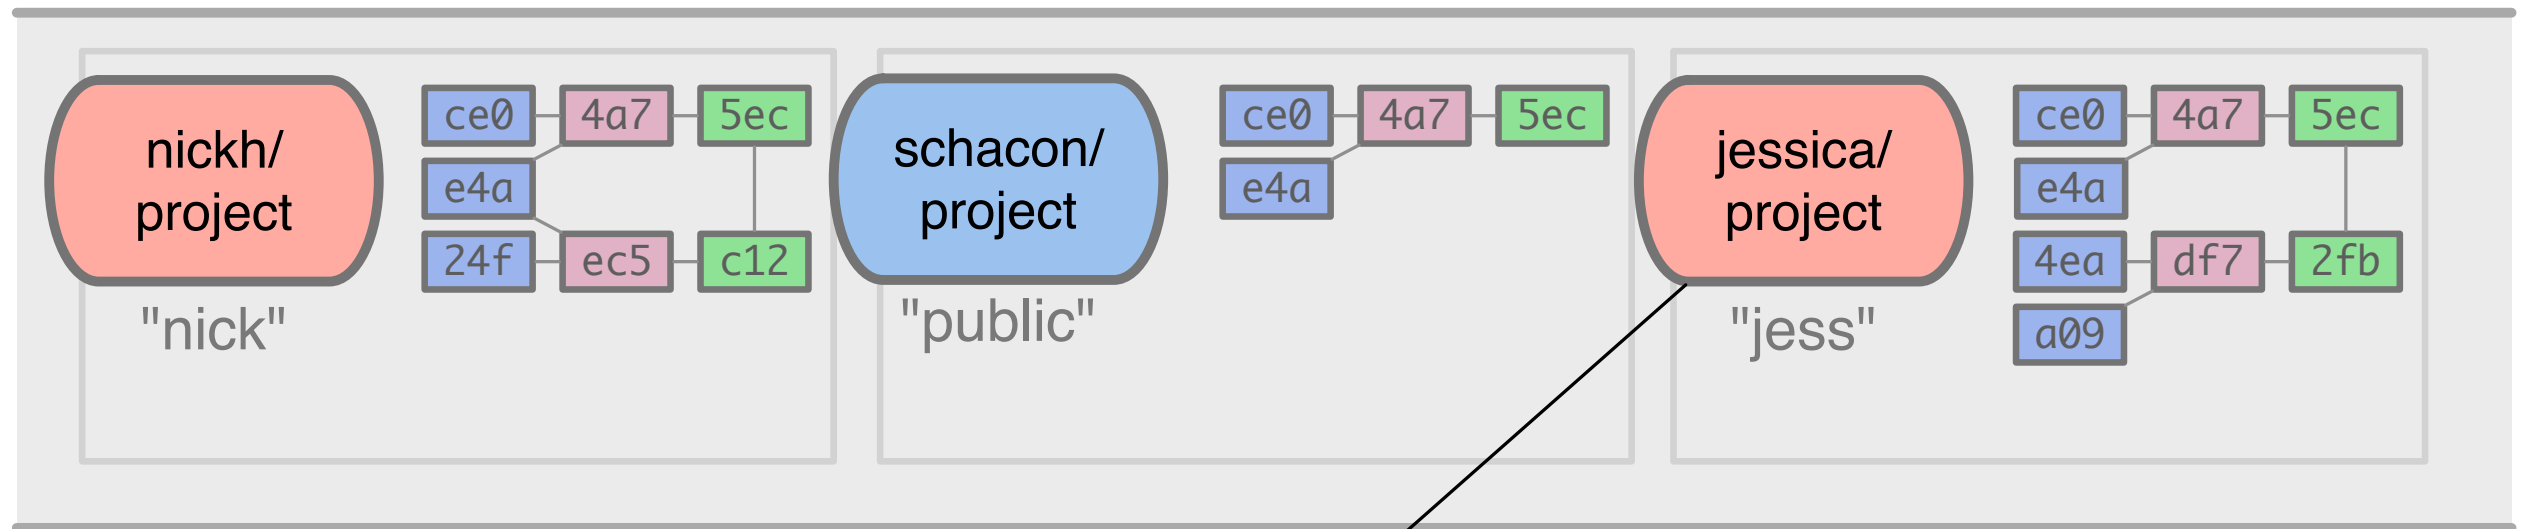 nickh/
project
"nick"
ce0 4a7 5ec
e4a
24f ec5 c12
schacon/
project
"public"
ce0 4a7 5ec
e4a
jessica/
project
"jess"
ce0 4a7 5ec
e4a
4ea df7 2fb
a09